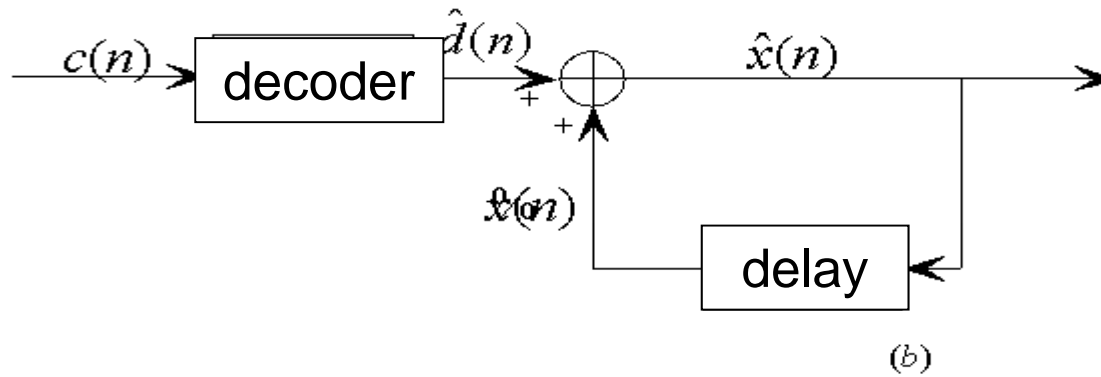 c(n)
decoder
d̂(n)
x̂(n)
+
+
delay
(b)